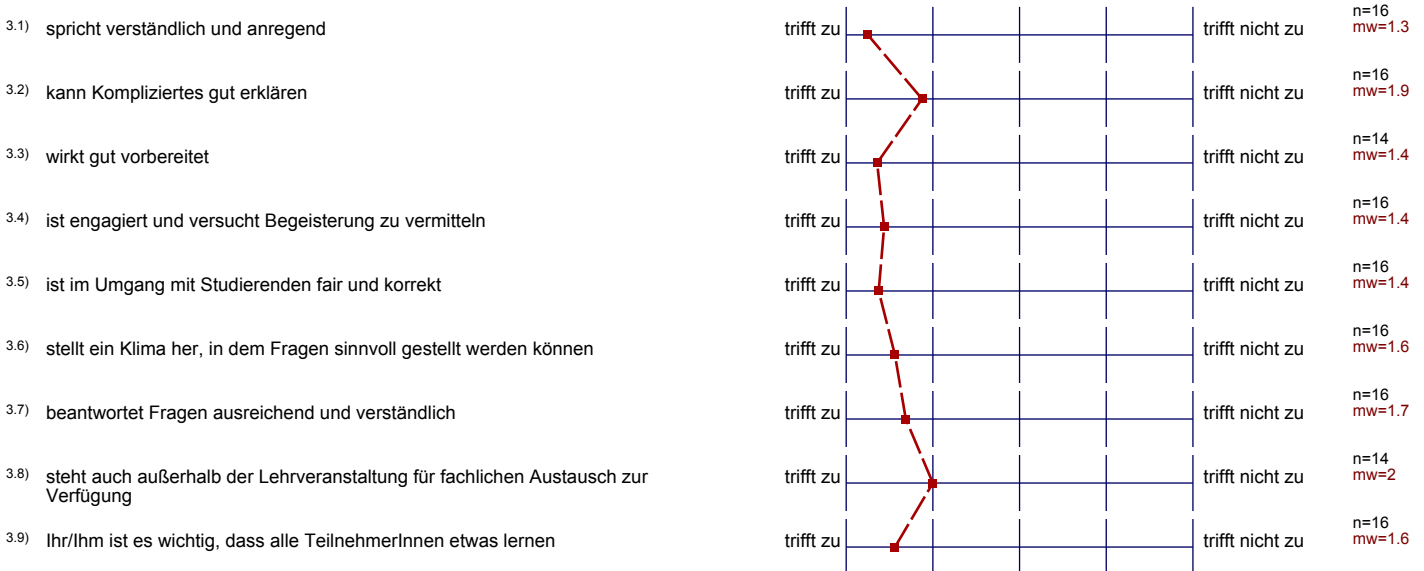 3.1) spricht verständlich und anregend trifft zu trifft nicht zu n=16
mw=1.3
3.2) kann Kompliziertes gut erklären trifft zu trifft nicht zu n=16
mw=1.9
3.3) wirkt gut vorbereitet trifft zu trifft nicht zu n=14
mw=1.4
3.4) ist engagiert und versucht Begeisterung zu vermitteln trifft zu trifft nicht zu n=16
mw=1.4
3.5) ist im Umgang mit Studierenden fair und korrekt trifft zu trifft nicht zu n=16
mw=1.4
3.6) stellt ein Klima her, in dem Fragen sinnvoll gestellt werden können trifft zu trifft nicht zu n=16
mw=1.6
3.7) beantwortet Fragen ausreichend und verständlich trifft zu trifft nicht zu n=16
mw=1.7
3.8) steht auch außerhalb der Lehrveranstaltung für fachlichen Austausch zur trifft zu trifft nicht zu n=14
Verfügung mw=2
3.9) Ihr/Ihm ist es wichtig, dass alle TeilnehmerInnen etwas lernen trifft zu trifft nicht zu n=16
mw=1.6